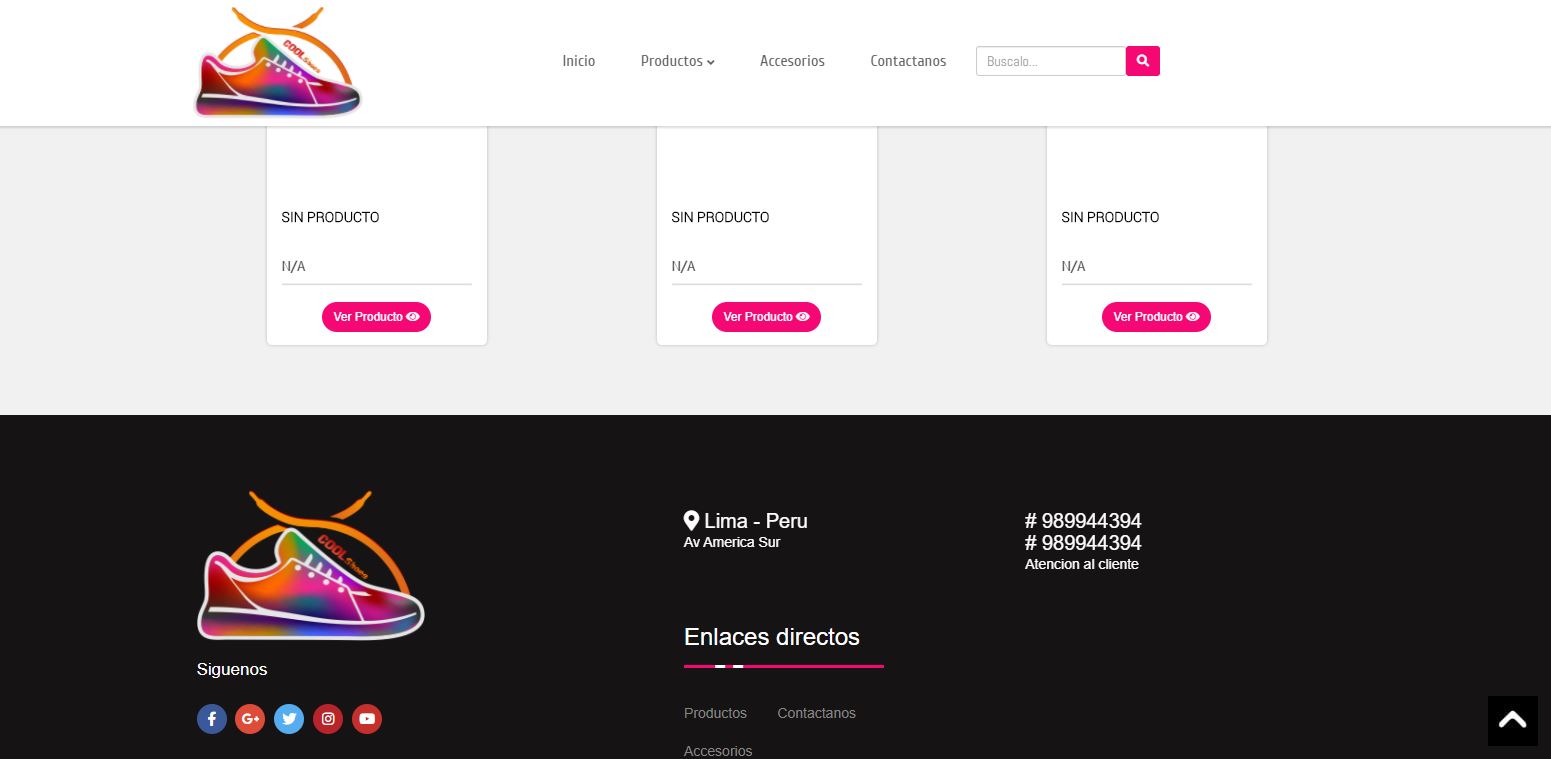 COOL Shoes
Inicio Productos Accesorios Contactanos Buscalo...
SIN PRODUCTO SIN PRODUCTO SIN PRODUCTO
N/A N/A N/A
Ver Producto Ver Producto Ver Producto
COOL Shoes
Siguenos
G+
Lima - Peru
Av America Sur
# 989944394
# 989944394
Atencion al cliente
Enlaces directos
Productos Contactanos
Accesorios